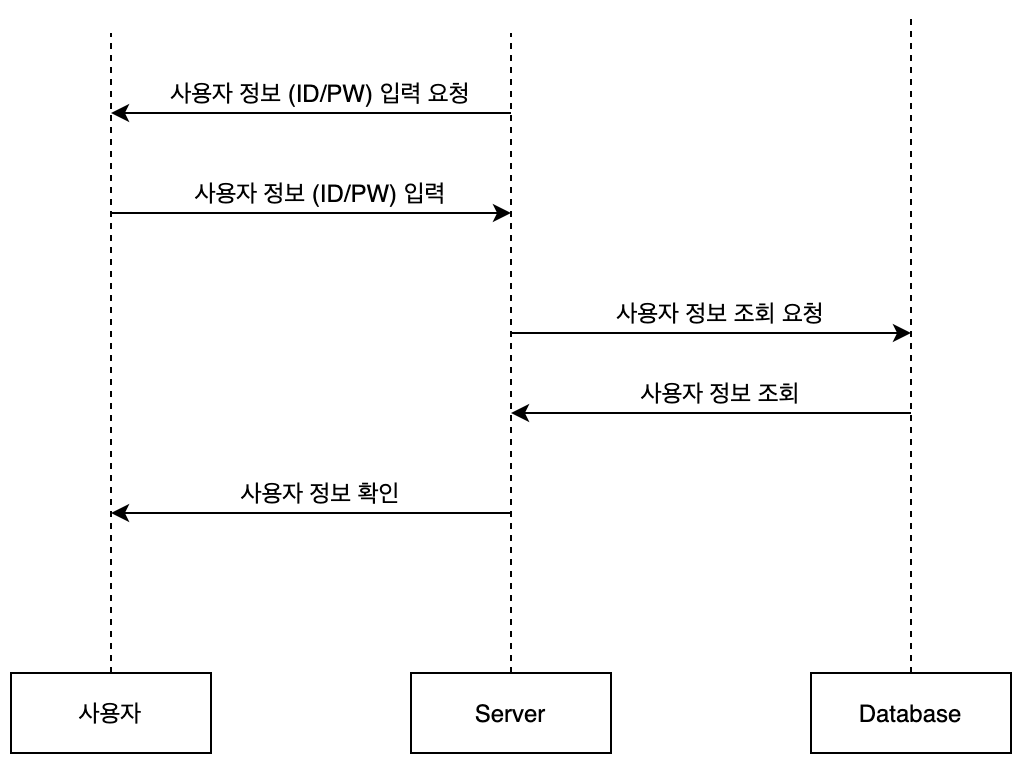 사용자 정보 (ID/PW) 입력 요청
사용자 정보 (ID/PW) 입력
사용자 정보 조회 요청
사용자 정보 조회
사용자 정보 확인
사용자
Server
Database